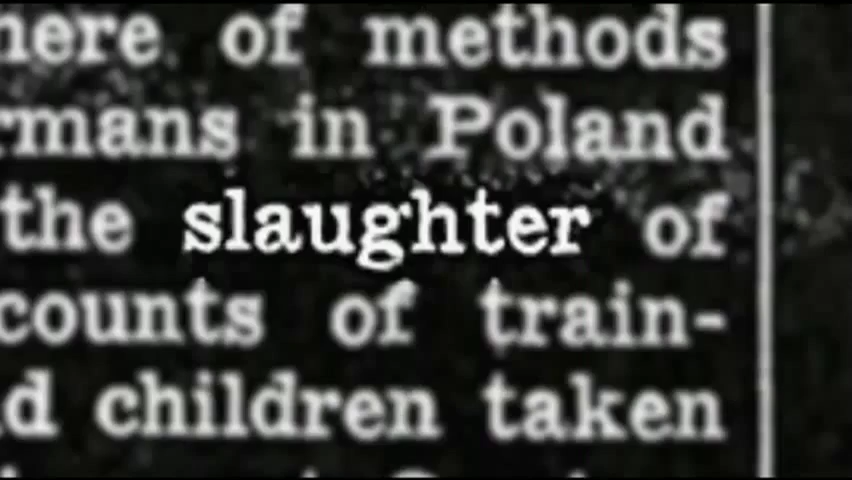 here of methods
rmans in Poland
the slaughter of
counts of train-
d children taken